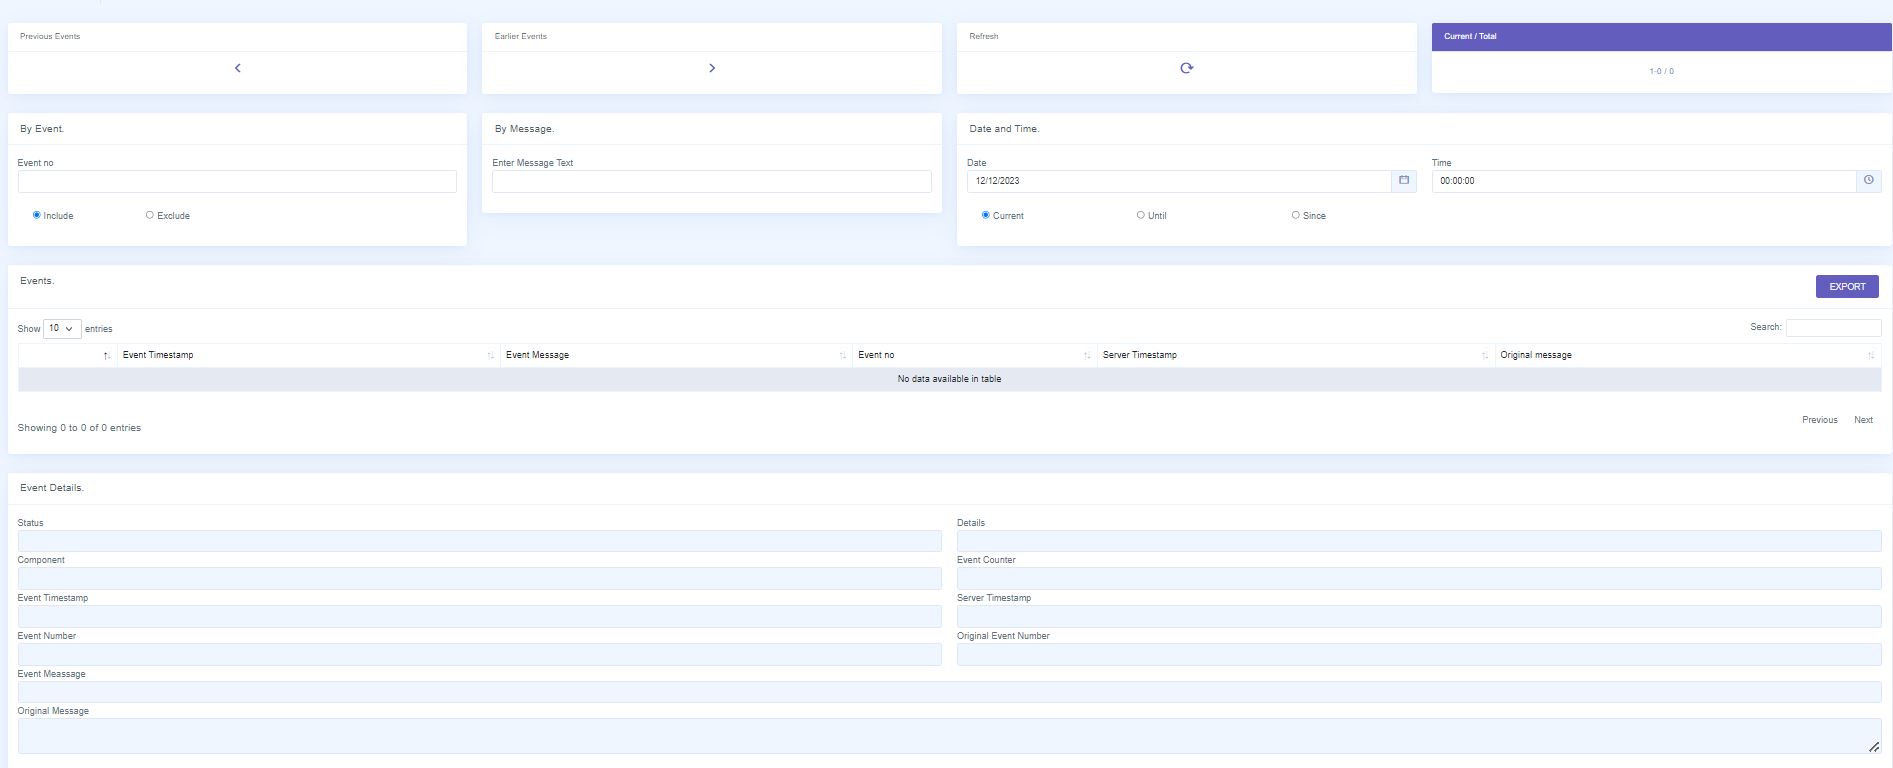 Previous Events
Earlier Events
Refresh
Current / Total
1-0 / 0
By Event.
By Message.
Date and Time.
Event no
Enter Message Text
Date
Time
12/12/2023
00:00:00
Include
Exclude
Current
Until
Since
Events.
EXPORT
Show 10 entries
Search:
Event Timestamp
Event Message
Event no
Server Timestamp
Original message
No data available in table
Showing 0 to 0 of 0 entries
Previous
Next
Event Details.
Status
Details
Component
Event Counter
Event Timestamp
Server Timestamp
Event Number
Original Event Number
Event Meassage
Original Message